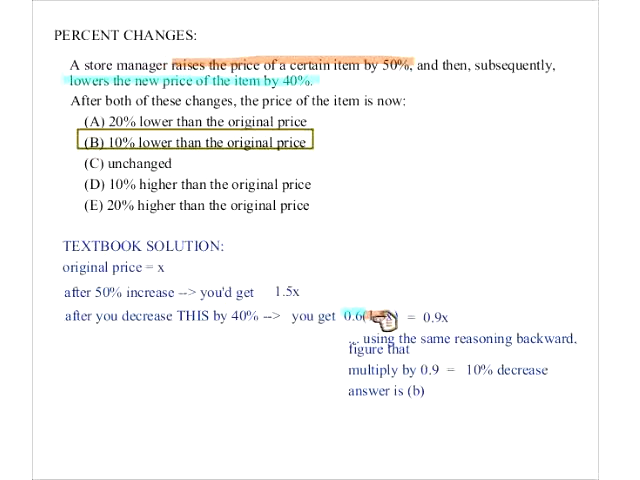 PERCENT CHANGES:
A store manager raises the price of a certain item by 50%, and then, subsequently,
lowers the new price of the item by 40%.
After both of these changes, the price of the item is now:
(A) 20% lower than the original price
(B) 10% lower than the original price
(C) unchanged
(D) 10% higher than the original price
(E) 20% higher than the original price
TEXTBOOK SOLUTION:
original price = x
after 50% increase --> you'd get 1.5x
after you decrease THIS by 40% --> you get 0.6( x) = 0.9x
... using the same reasoning backward,
figure that
multiply by 0.9 = 10% decrease
answer is (b)